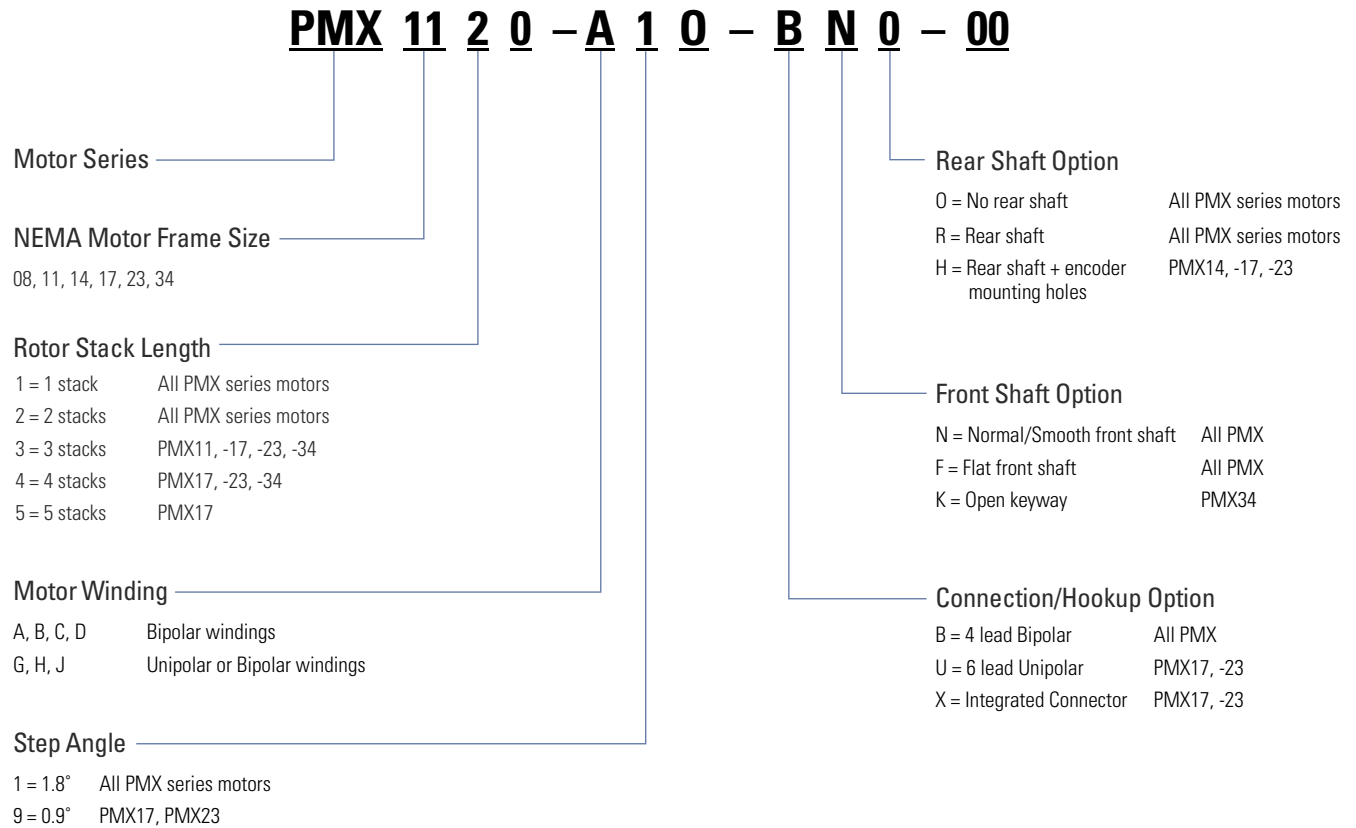 PMX 11 2 0 – A 1 0 – B N 0 – 00
Motor Series
NEMA Motor Frame Size
08, 11, 14, 17, 23, 34
Rotor Stack Length
1 = 1 stack All PMX series motors
2 = 2 stacks All PMX series motors
3 = 3 stacks PMX11, -17, -23, -34
4 = 4 stacks PMX17, -23, -34
5 = 5 stacks PMX17
Motor Winding
A, B, C, D Bipolar windings
G, H, J Unipolar or Bipolar windings
Step Angle
1 = 1.8˚ All PMX series motors
9 = 0.9˚ PMX17, PMX23
Rear Shaft Option
0 = No rear shaft All PMX series motors
R = Rear shaft All PMX series motors
H = Rear shaft + encoder PMX14, -17, -23
mounting holes
Front Shaft Option
N = Normal/Smooth front shaft All PMX
F = Flat front shaft All PMX
K = Open keyway PMX34
Connection/Hookup Option
B = 4 lead Bipolar All PMX
U = 6 lead Unipolar PMX17, -23
X = Integrated Connector PMX17, -23